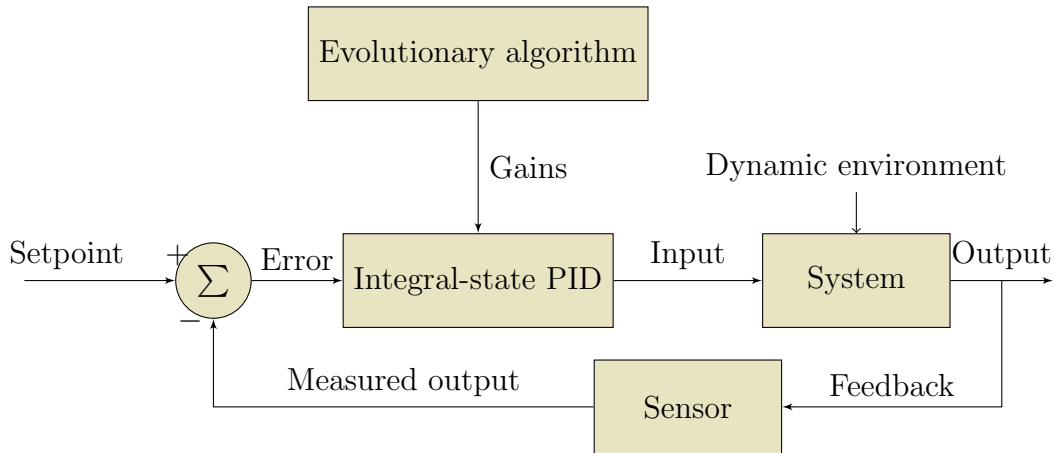 Evolutionary algorithm
Gains
Dynamic environment
Setpoint
+
∑
−
Error
Integral-state PID
Input
System
Output
Measured output
Sensor
Feedback